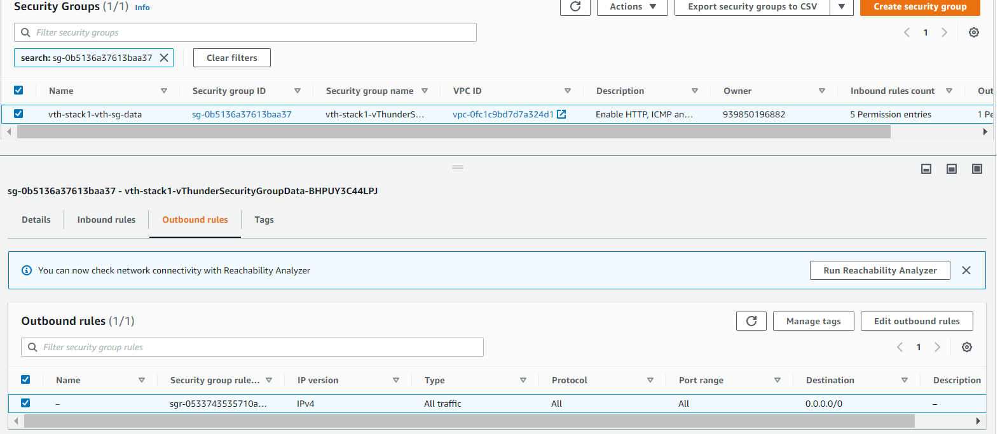 Security Groups (1/1) Info
Actions
Export security groups to CSV
Create security group
Filter security groups
1
search: sg-0b5136a37613baa37
Clear filters
Name Security group ID Security group name VPC ID Description Owner Inbound rules count Out
vth-stack1-vth-sg-data sg-0b5136a37613baa37 vth-stack1-vThunderS... vpc-0fc1c9bd7d7a324d1 Enable HTTP, ICMP an... 939850196882 5 Permission entries 1 Pe
sg-0b5136a37613baa37 - vth-stack1-vThunderSecurityGroupData-BHPUY3C44LPJ
Details Inbound rules Outbound rules Tags
You can now check network connectivity with Reachability Analyzer
Run Reachability Analyzer
Outbound rules (1/1)
Manage tags
Edit outbound rules
Filter security group rules
1
Name Security group rule... IP version Type Protocol Port range Destination Description
– sgr-0533743535710a... IPv4 All traffic All All 0.0.0.0/0 –